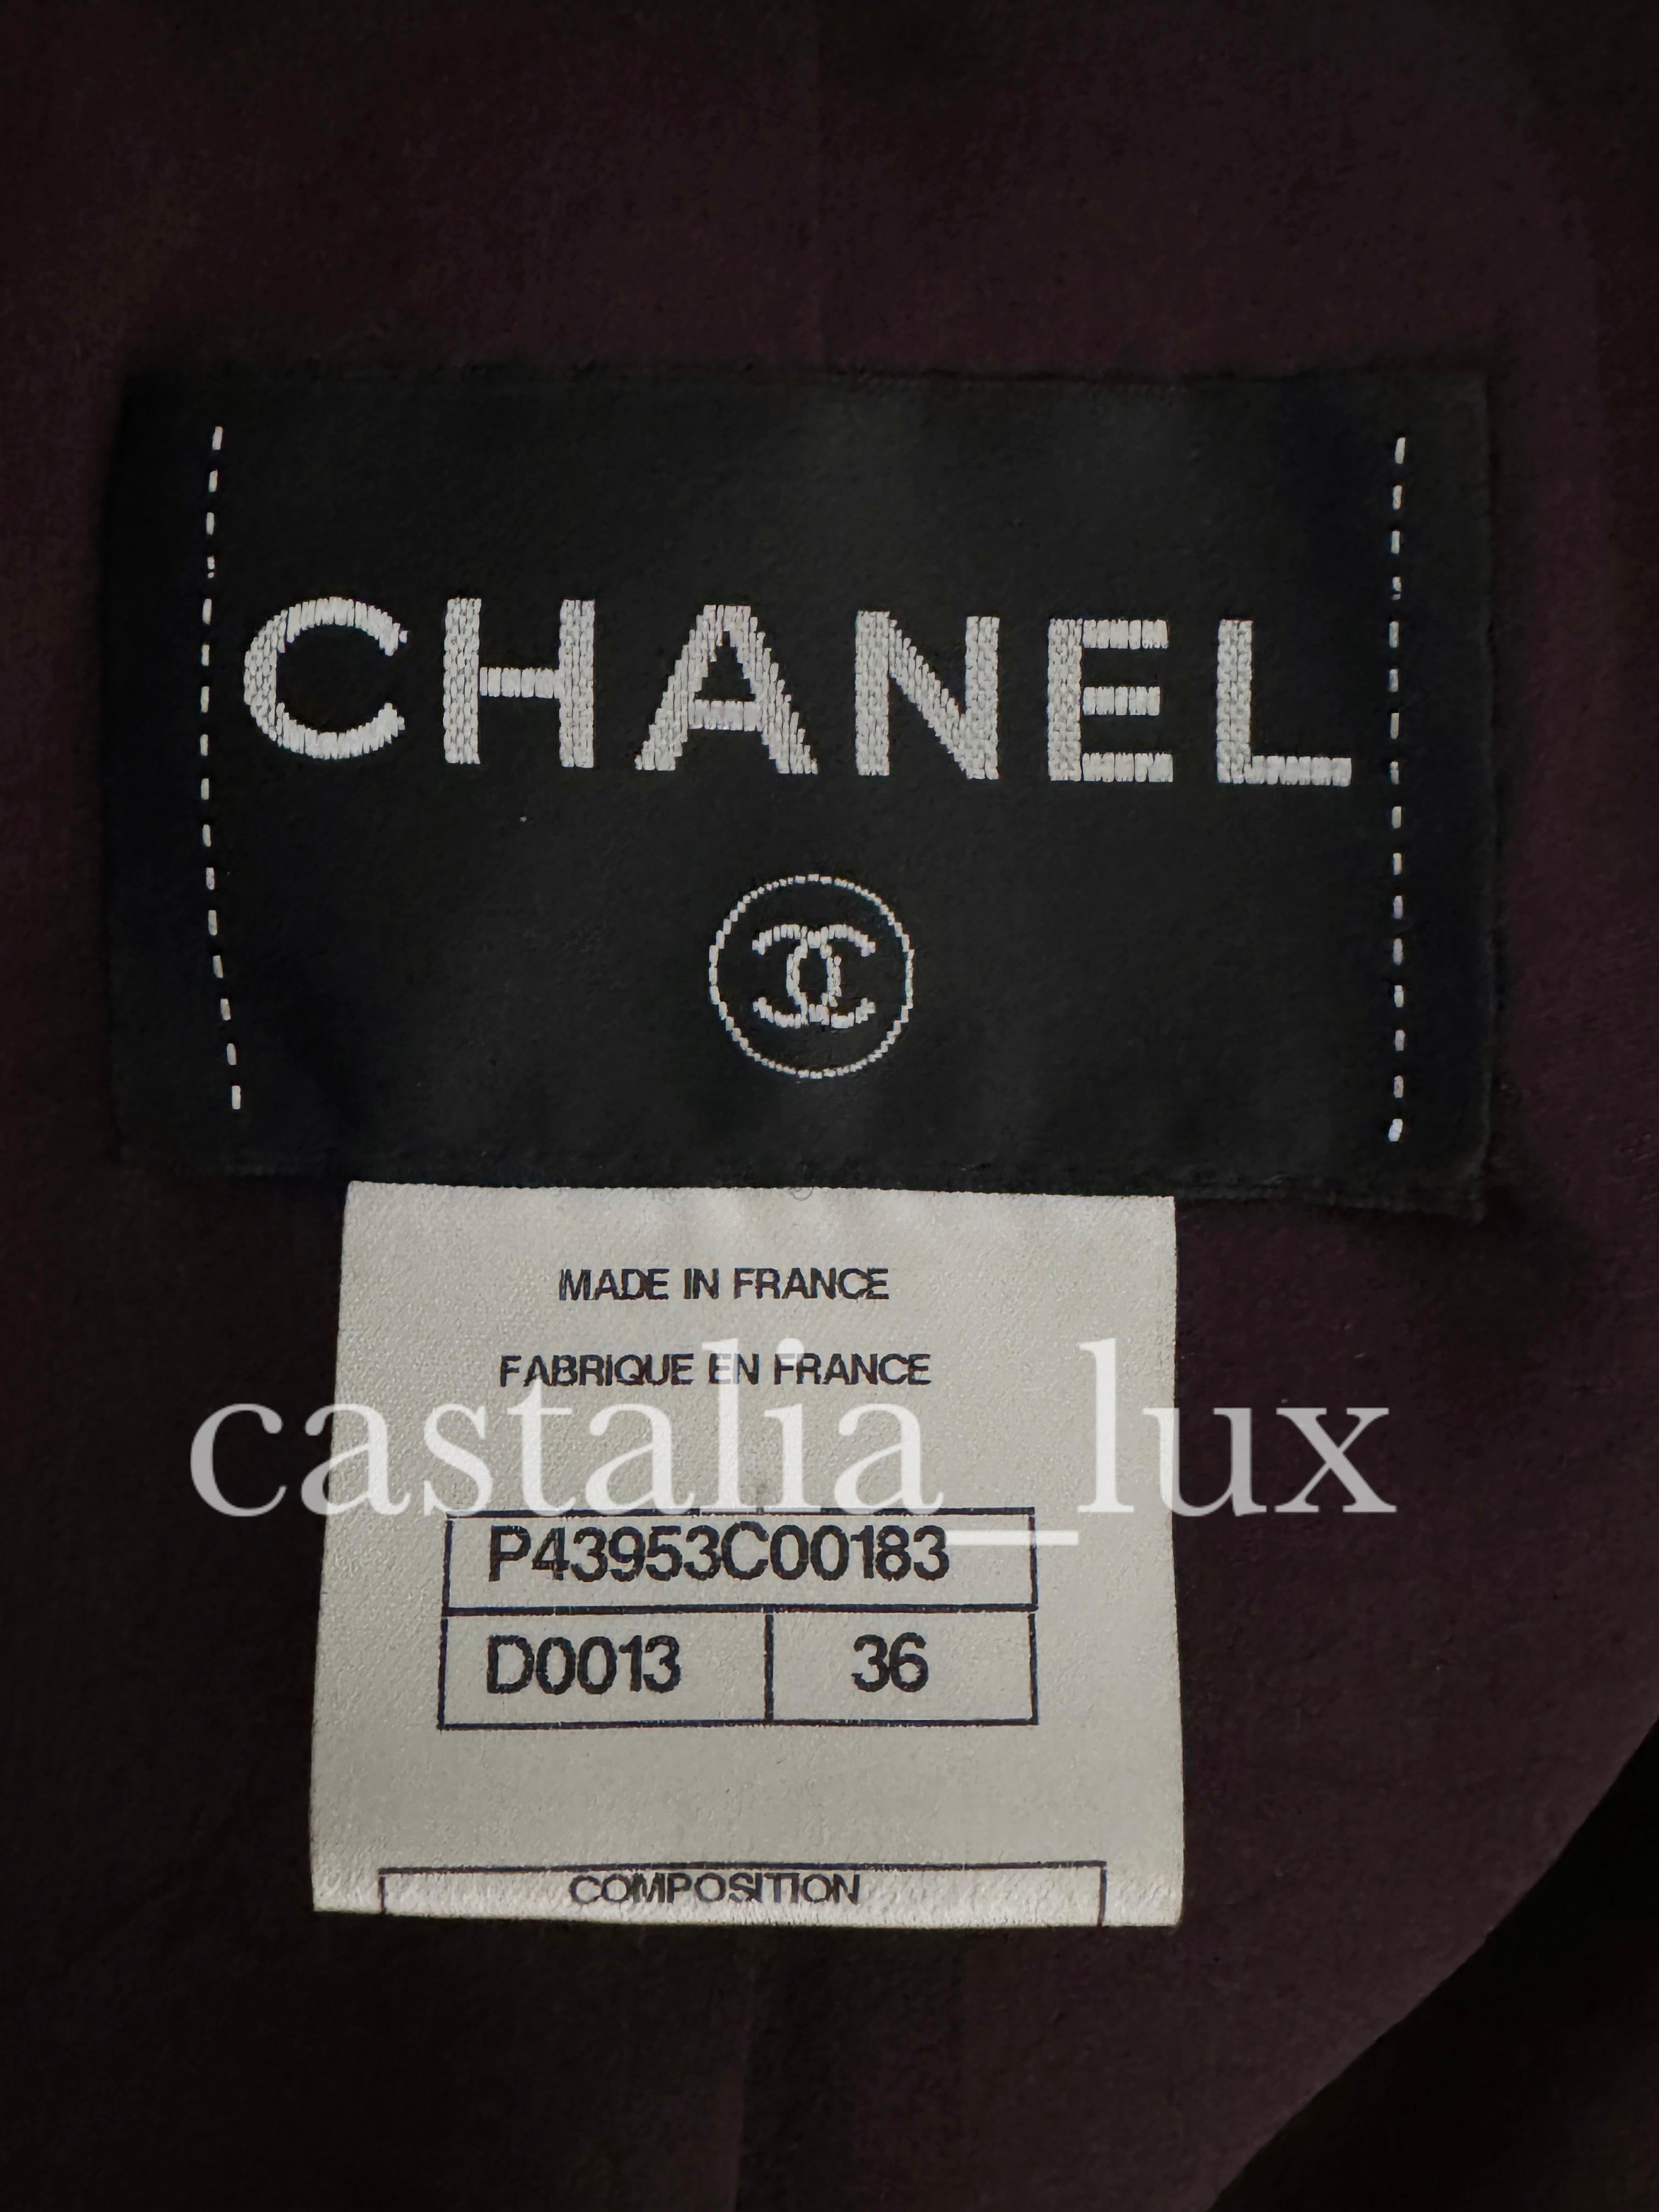 CHANEL
MADE IN FRANCE
FABRIQUE EN FRANCE
castalia_lux
P43953C00183
D0013 36
COMPOSITION